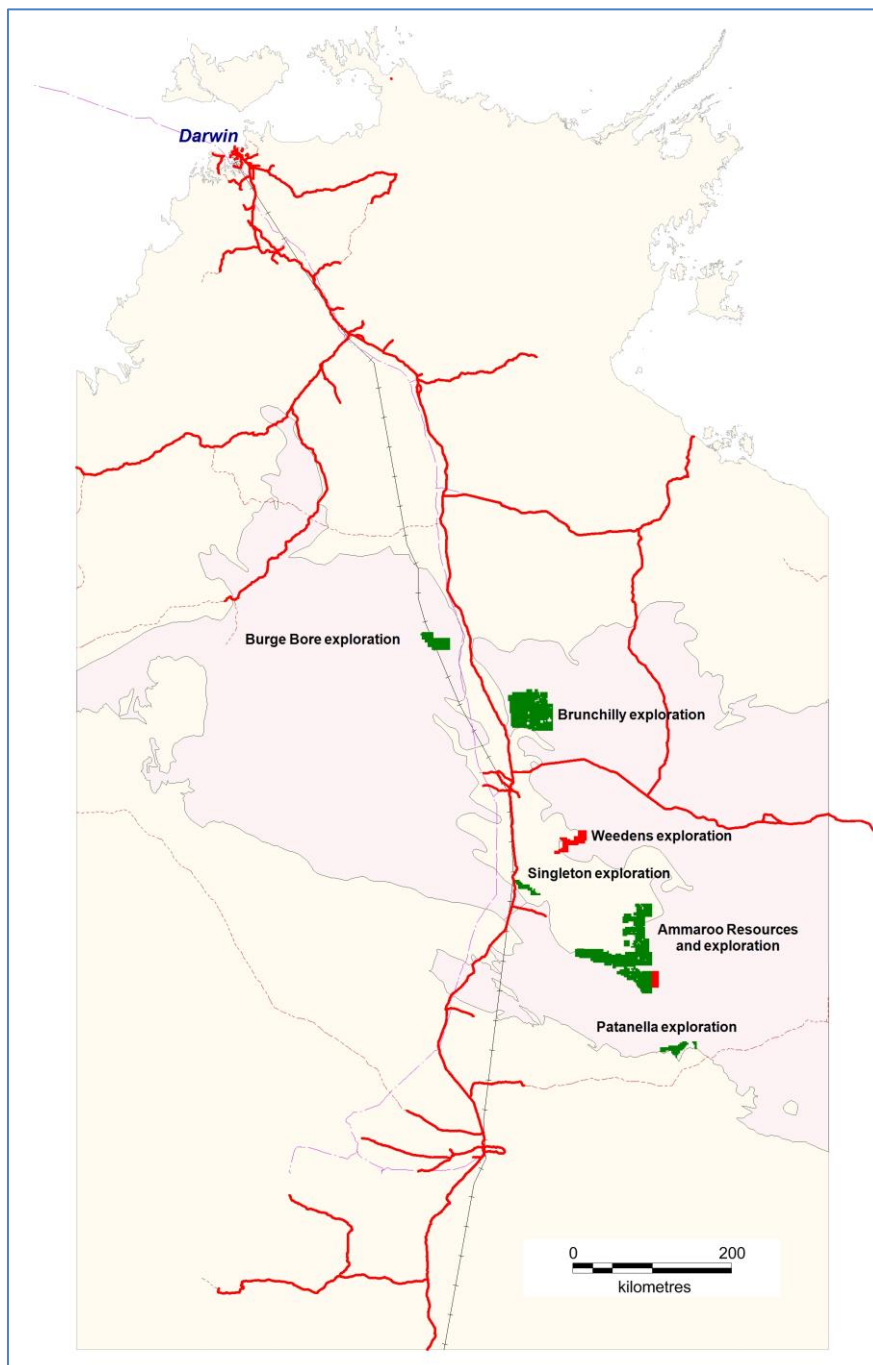 Darwin
Burge Bore exploration
Brunchilly exploration
Weedens exploration
Singleton exploration
Ammaroo Resources
and exploration
Patanella exploration
0 200
kilometres